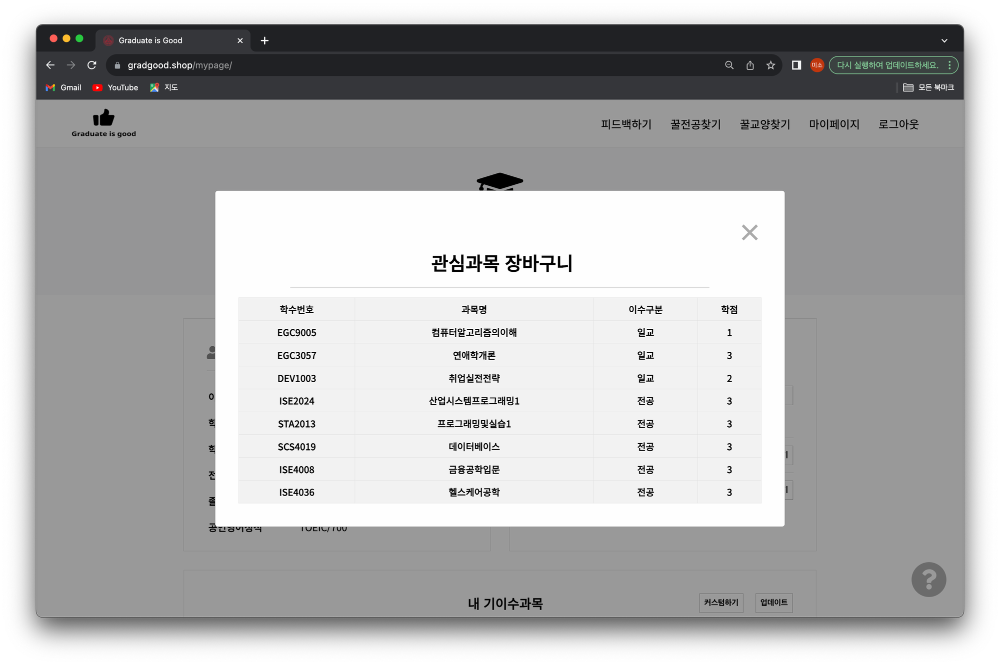 Graduate is Good
gradgood.shop/mypage/
미소
다시 실행하여 업데이트하세요.
Gmail
YouTube
지도
모든 북마크
Graduate is good
피드백하기
꿀전공찾기
꿀교양찾기
마이페이지
로그아웃
관심과목 장바구니
학수번호 과목명 이수구분 학점
EGC9005 컴퓨터알고리즘의이해 일교 1
EGC3057 연애학개론 일교 3
DEV1003 취업실전전략 일교 2
ISE2024 산업시스템프로그래밍1 전공 3
STA2013 프로그래밍및실습1 전공 3
SCS4019 데이터베이스 전공 3
ISE4008 금융공학입문 전공 3
ISE4036 헬스케어공학 전공 3
공인영어성적 TOEIC/700
내 기이수과목
커스텀하기
업데이트
?